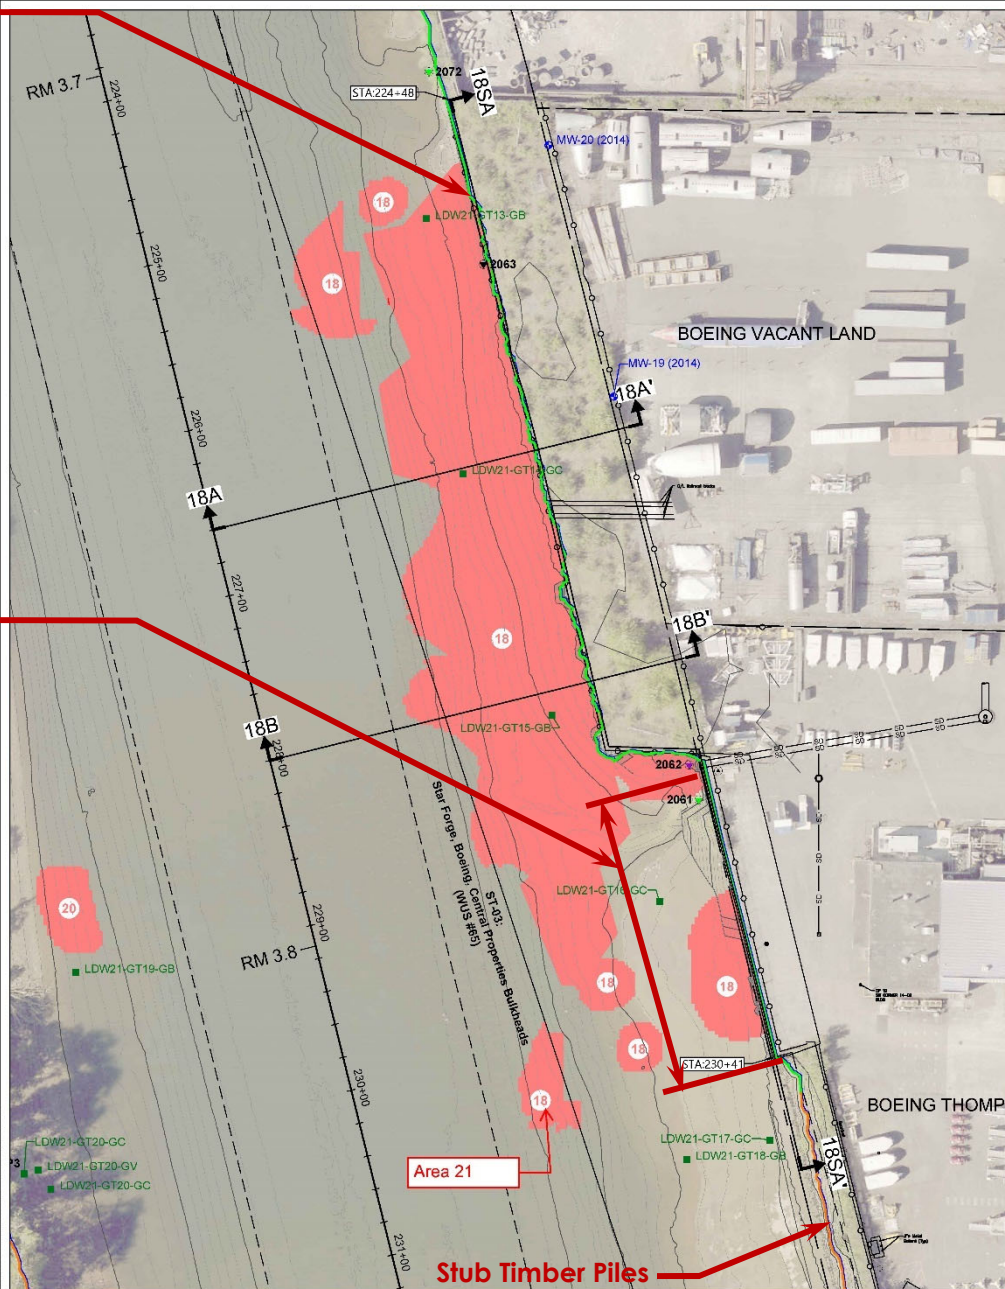 2072
18SA
STA:224+48
RM 3.7
224+00
MW-20 (2014)
18
LDW21-GT13-GB
2063
225+00
18
BOEING VACANT LAND
MW-19 (2014)
18A'
226+00
18A
227+00
18
18B'
LDW21-GT15-GB
18B
228+00
2062
2061
SD
SD
SD
SD
Star Forge, Boeing, Central Properties Bulkheads
ST-03:
(WUS #65)
LDW21-GT16-GC
20
LDW21-GT19-GB
229+00
RM 3.8
18
18
18
STA:230+41
230+00
18
BOEING THOMP
Area 21
LDW21-GT17-GC
LDW21-GT18-GB
18SA'
LDW21-GT20-GC
LDW21-GT20-GV
LDW21-GT20-GC
231+00
Stub Timber Piles